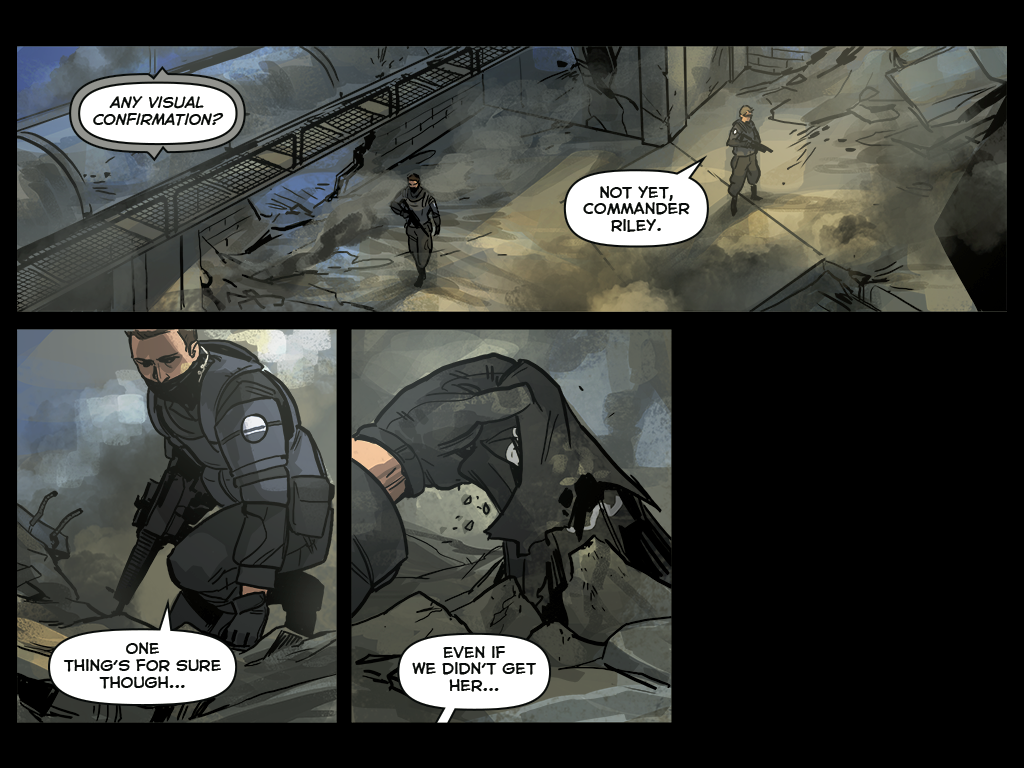 ANY VISUAL
CONFIRMATION?
NOT YET,
COMMANDER
RILEY.
ONE
THING'S FOR SURE
THOUGH...
EVEN IF
WE DIDN'T GET
HER...